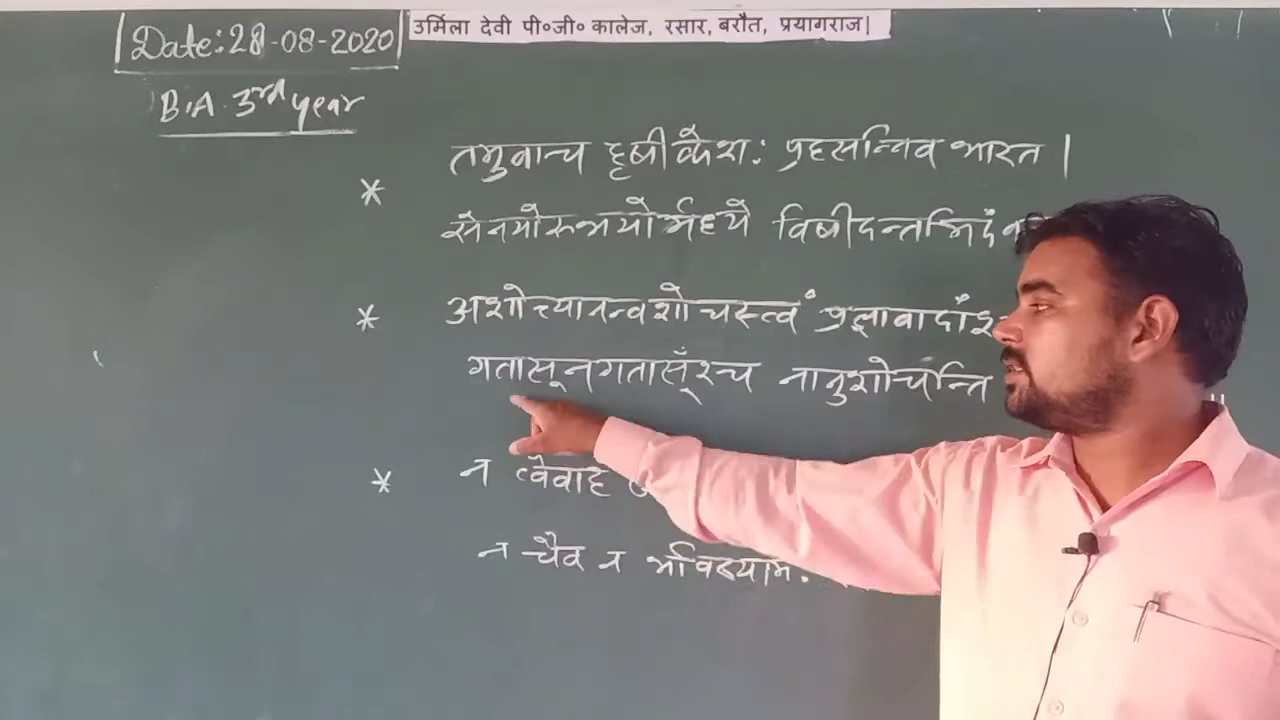 उर्मिला देवी पी०जी० कालेज, रसार, बरौत, प्रयागराज|
Date: 28-08-2020
B.A. 3rd year
तमुवाच हृषीकेशः प्रहसन्निव भारत |
सेनयोरुभयोर्मध्ये विषीदन्तमिदं
अशोच्यानन्वशोचस्त्वं प्रज्ञावादांश्
गतासूनगतासूँश्च नानुशोचन्ति
न त्वेवाहं
न चैव न भविष्यामः